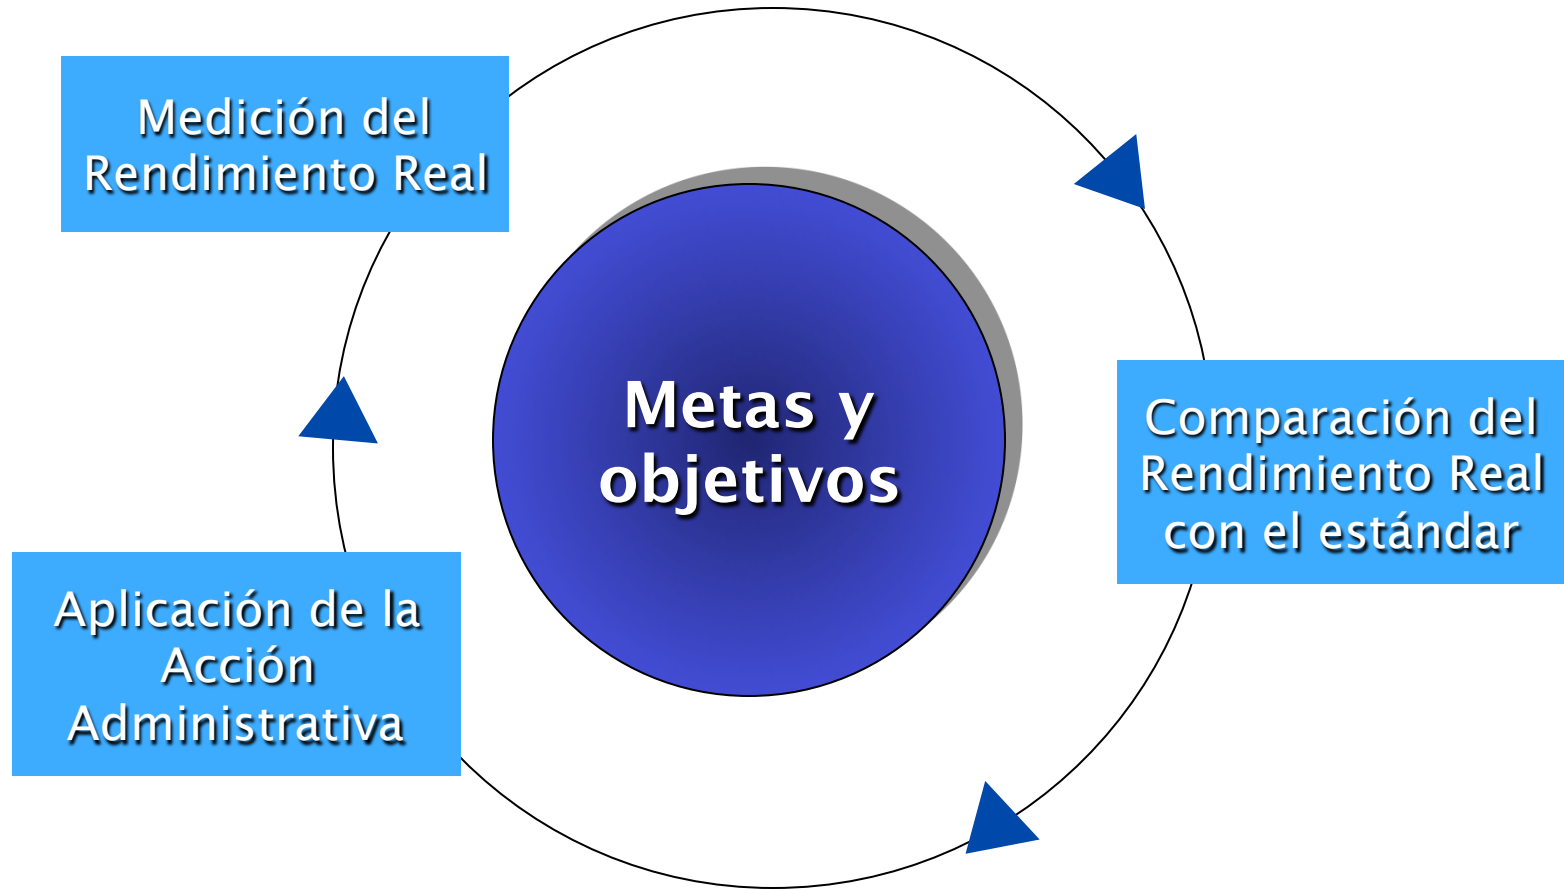 Medición del
Rendimiento Real
Metas y
objetivos
Comparación del
Rendimiento Real
con el estándar
Aplicación de la
Acción
Administrativa